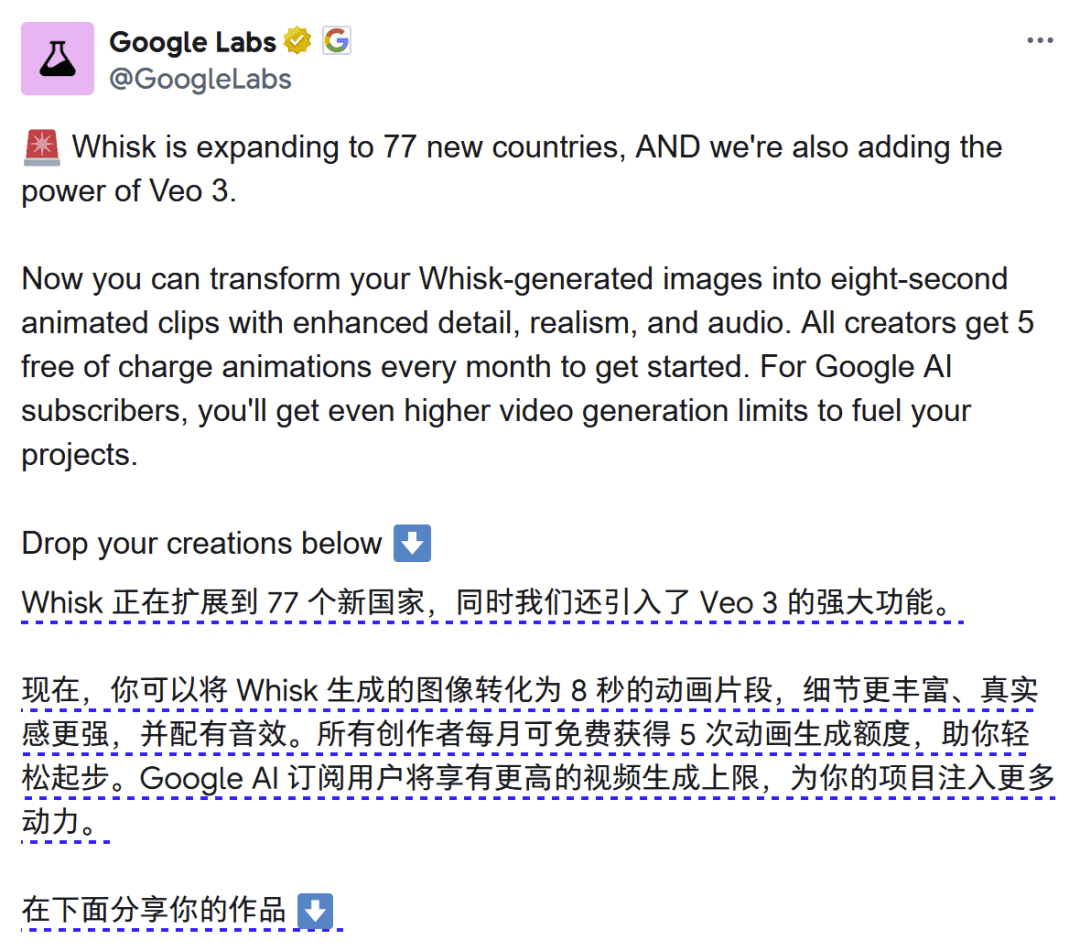 Google Labs
@GoogleLabs
🚨 Whisk is expanding to 77 new countries, AND we're also adding the
power of Veo 3.
Now you can transform your Whisk-generated images into eight-second
animated clips with enhanced detail, realism, and audio. All creators get 5
free of charge animations every month to get started. For Google AI
subscribers, you'll get even higher video generation limits to fuel your
projects.
Drop your creations below ⬇️
Whisk 正在扩展到 77 个新国家，同时我们还引入了 Veo 3 的强大功能。
现在，你可以将 Whisk 生成的图像转化为 8 秒的动画片段，细节更丰富、真实
感更强，并配有音效。所有创作者每月可免费获得 5 次动画生成额度，助你轻
松起步。Google AI 订阅用户将享有更高的视频生成上限，为你的项目注入更多
动力。
在下面分享你的作品 ⬇️